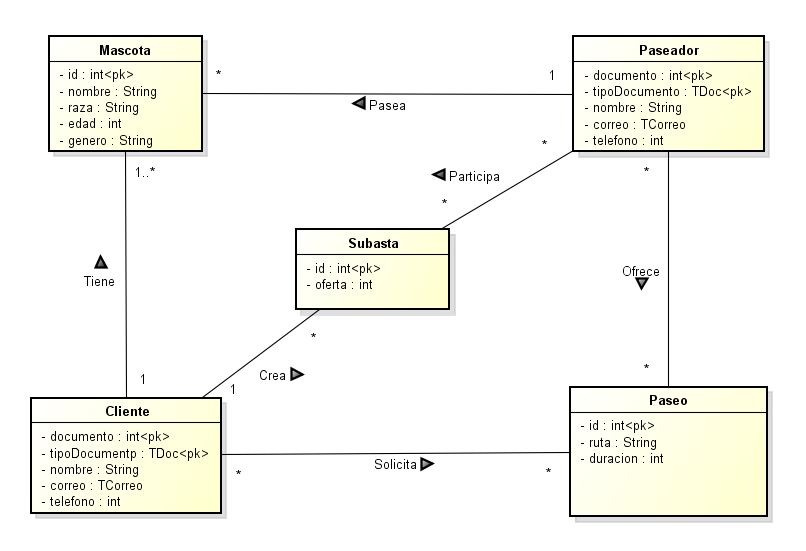 Mascota
- id : int<pk>
- nombre : String
- raza : String
- edad : int
- genero : String
Paseador
- documento : int<pk>
- tipoDocumento : TDoc<pk>
- nombre : String
- correo : TCorreo
- telefono : int
*
1
Pasea
1..*
*
*
Participa
*
Subasta
- id : int<pk>
- oferta : int
Tiene
Ofrece
*
Crea
1
1
*
Cliente
- documento : int<pk>
- tipoDocumentp : TDoc<pk>
- nombre : String
- correo : TCorreo
- telefono : int
Paseo
- id : int<pk>
- ruta : String
- duracion : int
*
Solicita
*